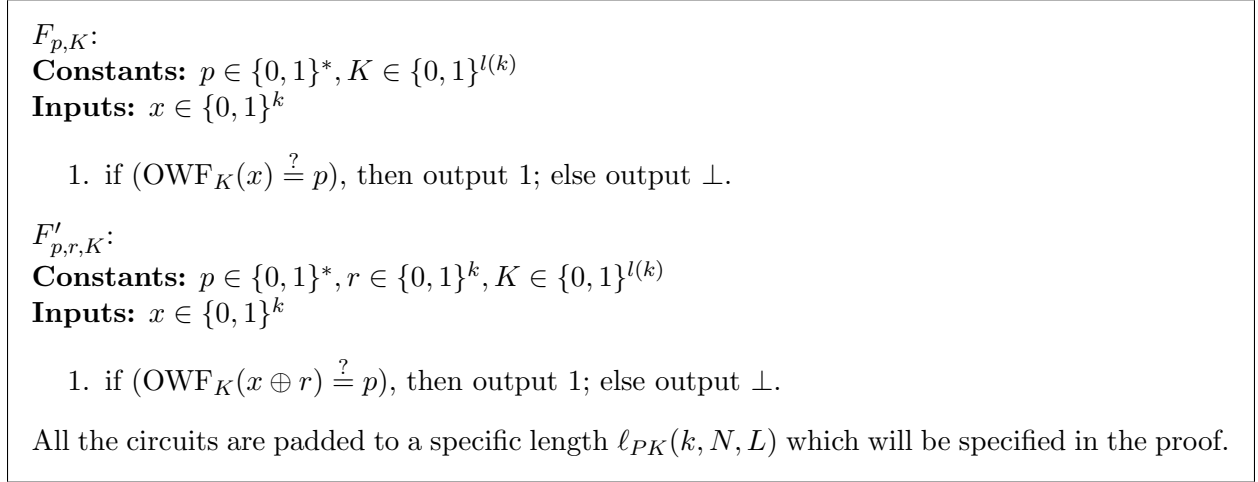 F_{p,K}:
Constants: p ∈ {0, 1}^*, K ∈ {0, 1}^{l(k)}
Inputs: x ∈ {0, 1}^k
1. if (OWF_K(x) ≟ p), then output 1; else output ⊥.
F'_{p,r,K}:
Constants: p ∈ {0, 1}^*, r ∈ {0, 1}^k, K ∈ {0, 1}^{l(k)}
Inputs: x ∈ {0, 1}^k
1. if (OWF_K(x ⊕ r) ≟ p), then output 1; else output ⊥.
All the circuits are padded to a specific length ℓ_{PK}(k, N, L) which will be specified in the proof.